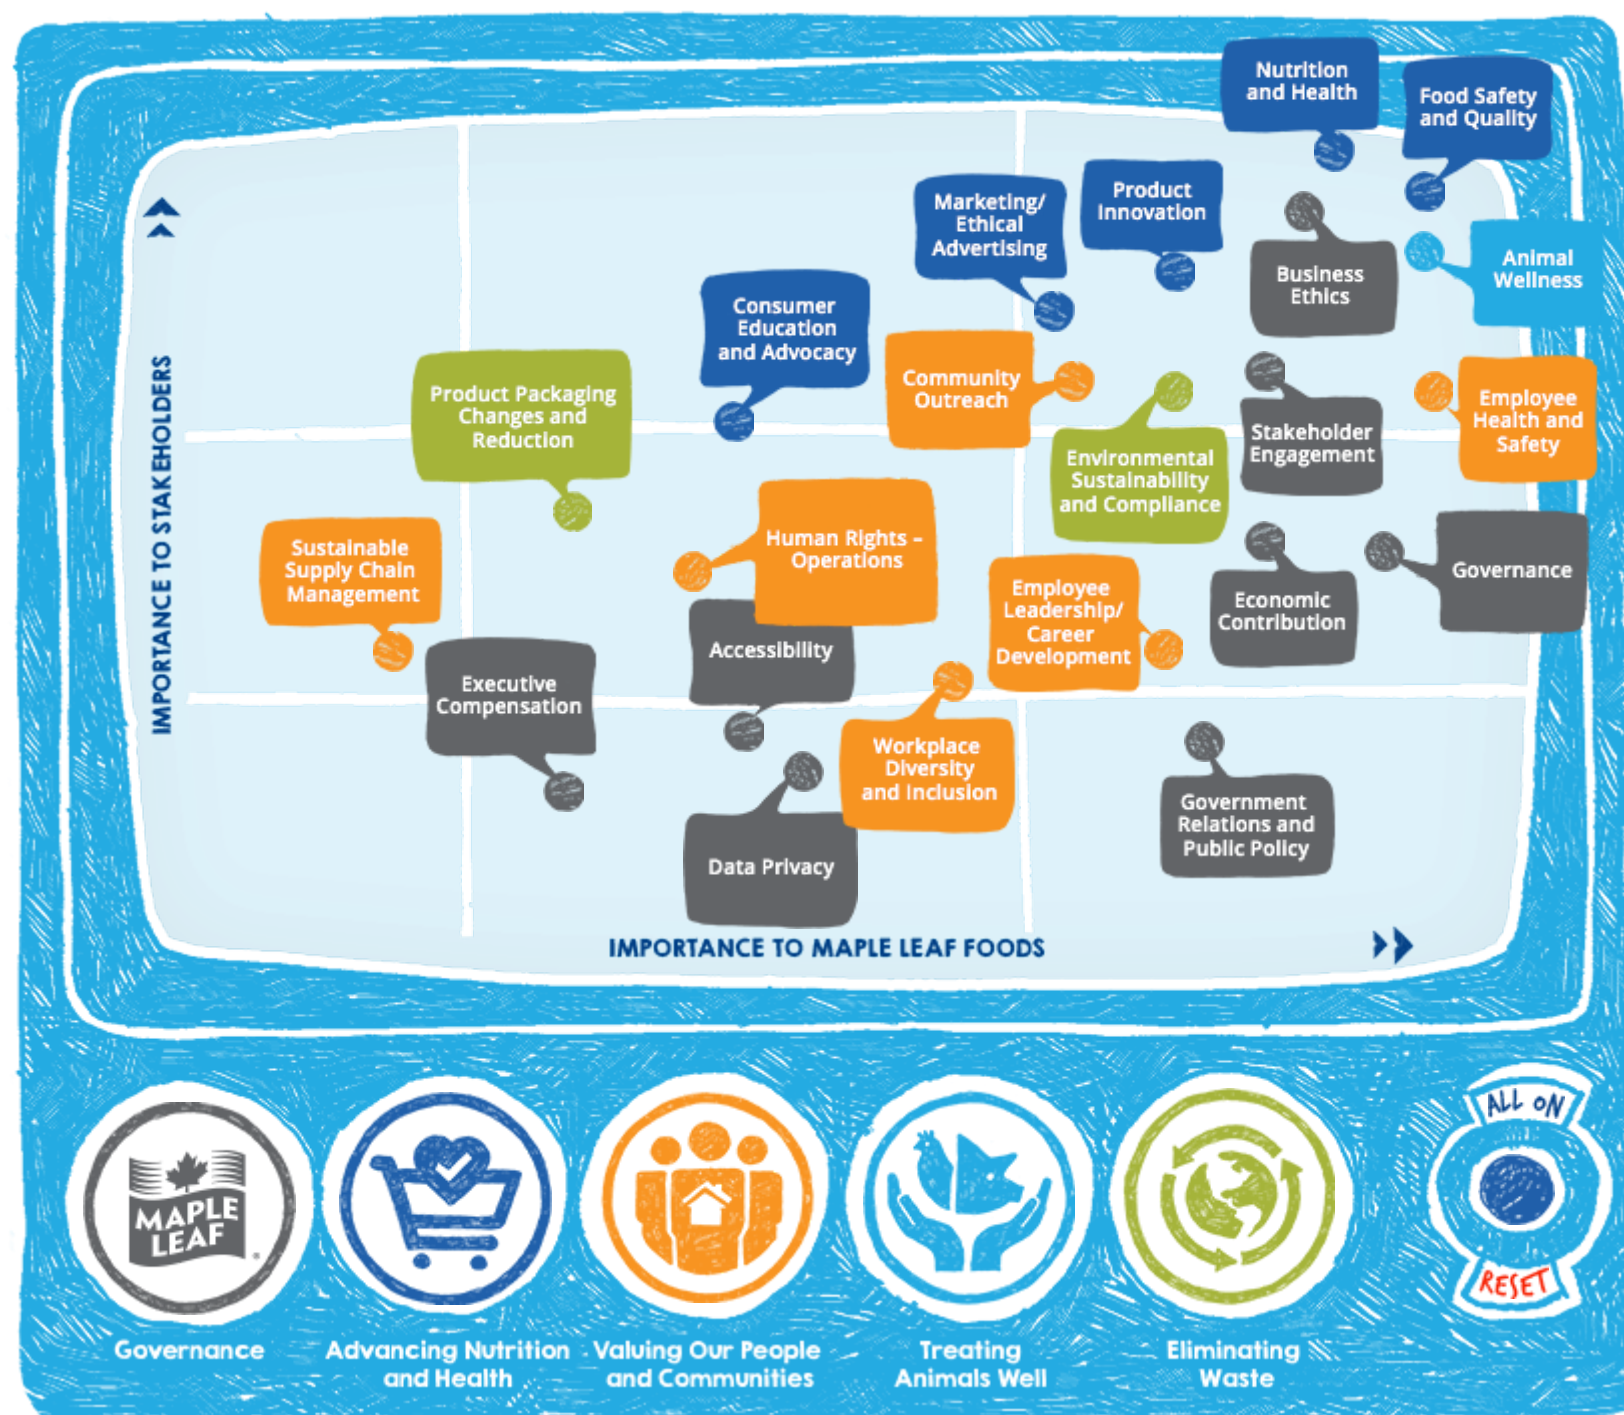 Nutrition
and Health
Food Safety
and Quality
Marketing/
Ethical
Advertising
Product
Innovation
Business
Ethics
Animal
Wellness
Consumer
Education
and Advocacy
Community
Outreach
Product Packaging
Changes and
Reduction
Environmental
Sustainability
and Compliance
Stakeholder
Engagement
Employee
Health and
Safety
Sustainable
Supply Chain
Management
Human Rights –
Operations
Accessibility
Employee
Leadership/
Career
Development
Economic
Contribution
Governance
Executive
Compensation
Workplace
Diversity
and Inclusion
Data Privacy
Government
Relations and
Public Policy
IMPORTANCE TO STAKEHOLDERS
IMPORTANCE TO MAPLE LEAF FOODS
MAPLE
LEAF
ALL ON
RESET
Governance
Advancing Nutrition
and Health
Valuing Our People
and Communities
Treating
Animals Well
Eliminating
Waste